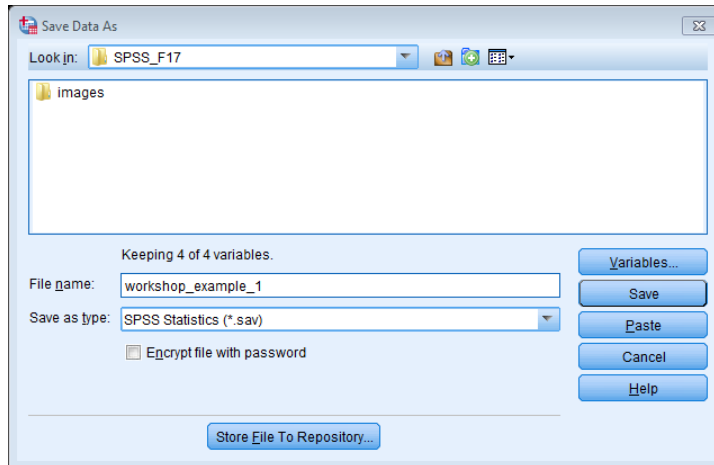 Save Data As
Look in: SPSS_F17
images
Keeping 4 of 4 variables.
Variables...
File name: workshop_example_1
Save
Save as type: SPSS Statistics (*.sav)
Paste
Encrypt file with password
Cancel
Help
Store File To Repository...